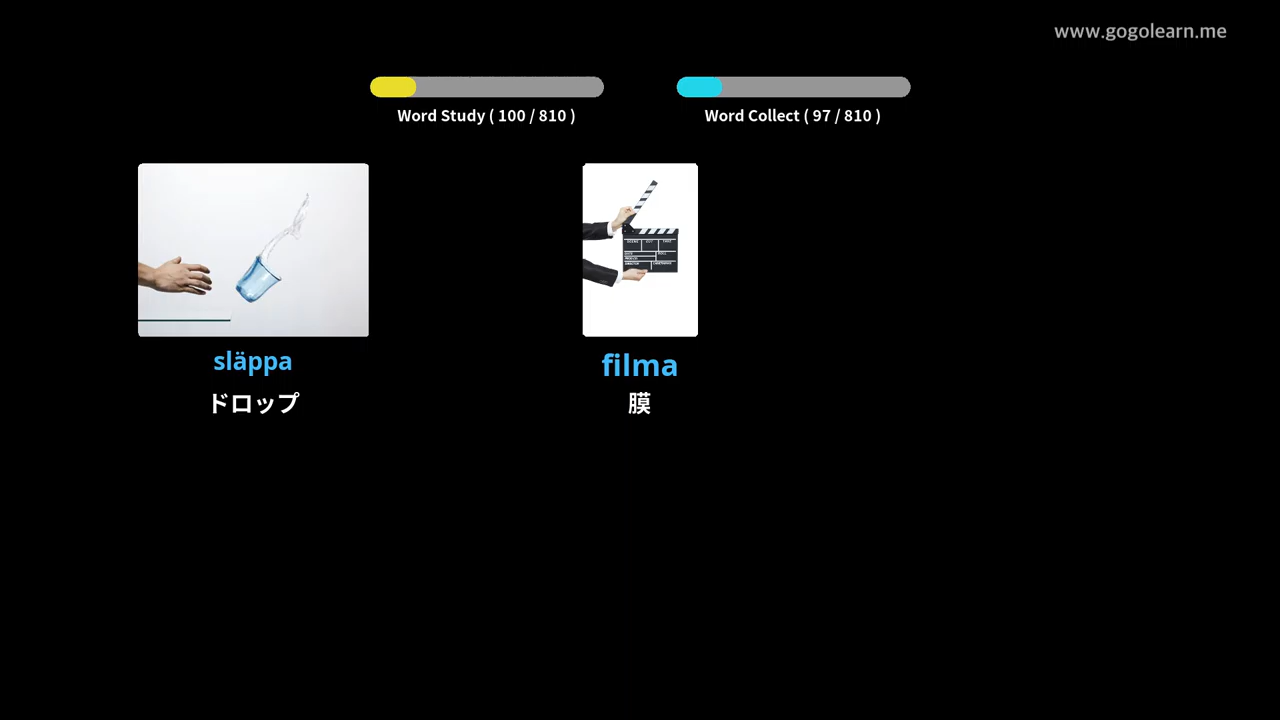 www.gogolearn.me
Word Study ( 100 / 810 )
Word Collect ( 97 / 810 )
släppa
filma
ドロップ
膜